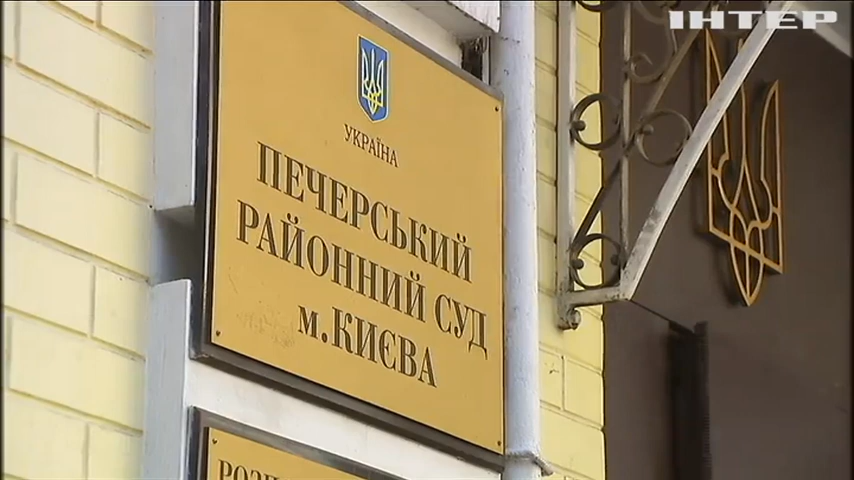 ІНТЕР
УКРАЇНА
ПЕЧЕРСЬКИЙ
РАЙОННИЙ СУД
м.КИЄВА